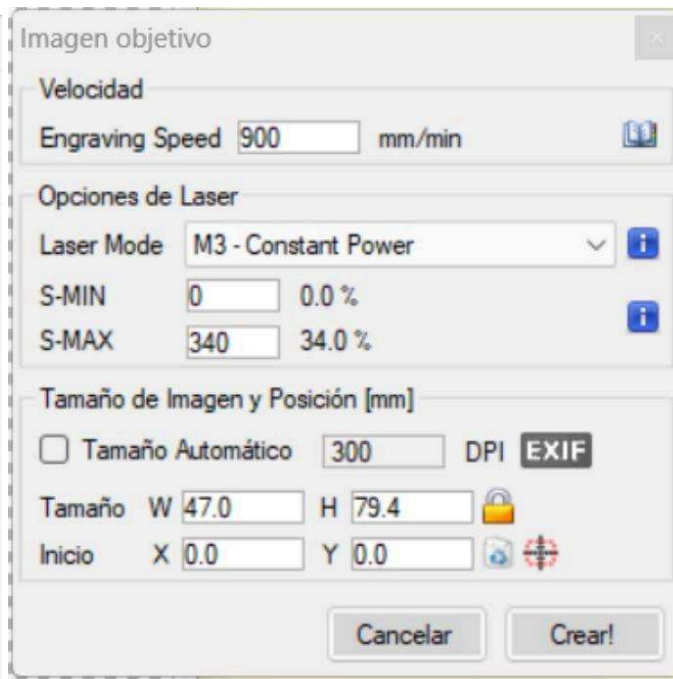 Imagen objetivo
Velocidad
Engraving Speed 900 mm/min
Opciones de Laser
Laser Mode M3 - Constant Power
S-MIN 0 0.0 %
S-MAX 340 34.0 %
Tamaño de Imagen y Posición [mm]
Tamaño Automático 300 DPI EXIF
Tamaño W 47.0 H 79.4
Inicio X 0.0 Y 0.0
Cancelar Crear!